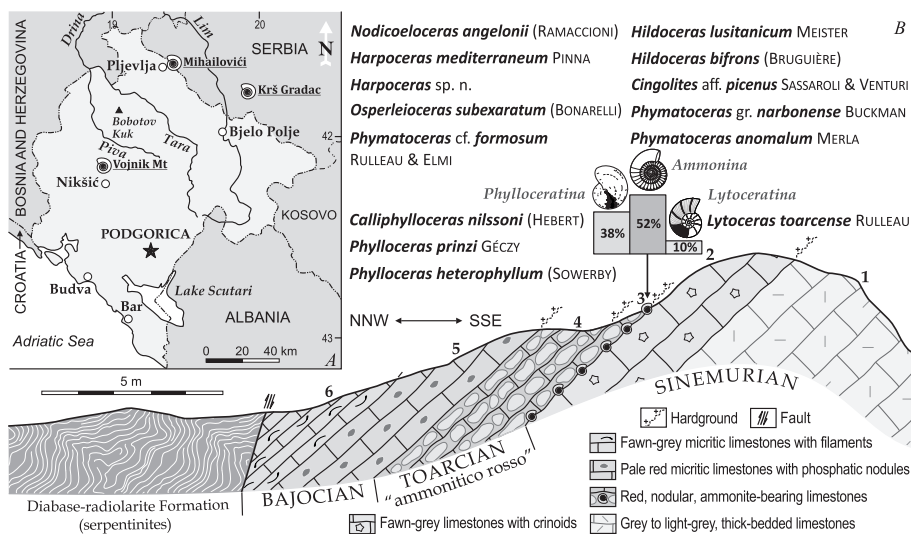 19
20
BOSNIA AND HERZEGOVINA
CROATIA
Drina
Lim
SERBIA
N
Pljevlja
Mihailovići
Krš Gradac
Bobotov
Kuk
Bjelo Polje
42
Tara
Piva
Vojnik Mt
Nikšić
KOSOVO
PODGORICA
Budva
Lake Scutari
Bar
ALBANIA
Adriatic Sea
43
0 20 40 km
A
B
Nodicoeloceras angelonii (RAMACCIONI)
Harpoceras mediterraneum PINNA
Harpoceras sp. n.
Osperleioceras subexaratum (BONARELLI)
Phymatoceras cf. formosum
RULLEAU & ELMI
Hildoceras lusitanicum MEISTER
Hildoceras bifrons (BRUGUIÈRE)
Cingolites aff. picenus SASSAROLI & VENTURI
Phymatoceras gr. narbonense BUCKMAN
Phymatoceras anomalum MERLA
Ammonina
Phylloceratina
Lytoceratina
38%
52%
10%
Calliphylloceras nilssoni (HEBERT)
Phylloceras prinzi GÉCZY
Phylloceras heterophyllum (SOWERBY)
Lytoceras toarcense RULLEAU
NNW SSE
1
2
3
4
5
6
5 m
SINEMURIAN
TOARCIAN
"ammonitico rosso"
BAJOCIAN
Diabase-radiolarite Formation
(serpentinites)
Hardground
Fault
Fawn-grey micritic limestones with filaments
Pale red micritic limestones with phosphatic nodules
Red, nodular, ammonite-bearing limestones
Fawn-grey limestones with crinoids
Grey to light-grey, thick-bedded limestones